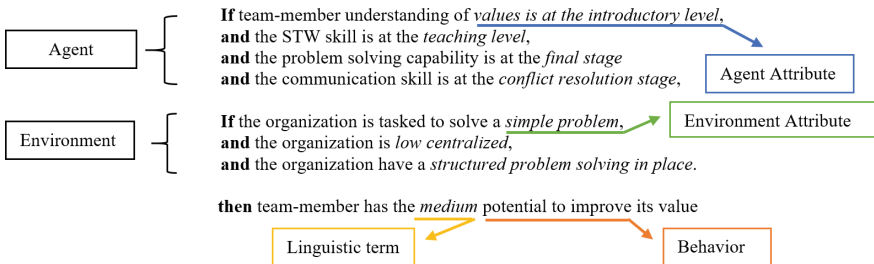 If team-member understanding of values is at the introductory level,
and the STW skill is at the teaching level,
and the problem solving capability is at the final stage
and the communication skill is at the conflict resolution stage,
Agent
Agent Attribute
If the organization is tasked to solve a simple problem,
and the organization is low centralized,
and the organization have a structured problem solving in place.
Environment
Environment Attribute
then team-member has the medium potential to improve its value
Linguistic term
Behavior